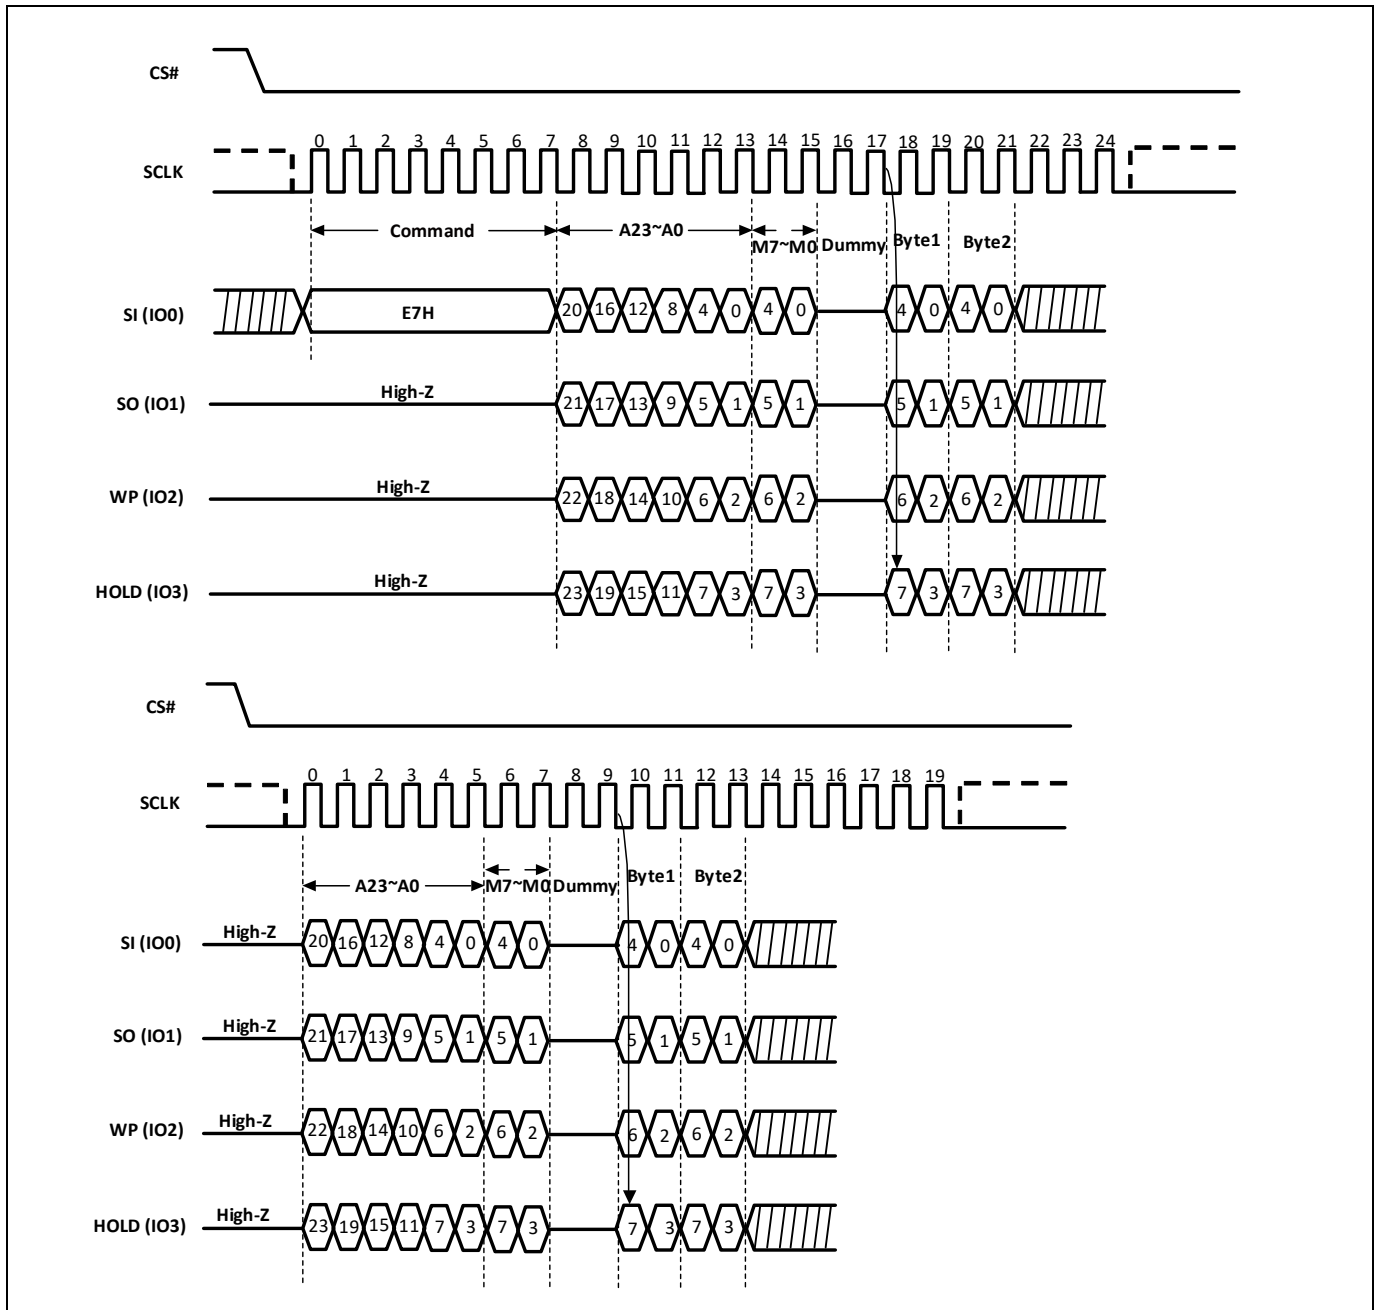 CS#
0 1 2 3 4 5 6 7 8 9 10 11 12 13 14 15 16 17 18 19 20 21 22 23 24
SCLK
Command A23~A0 M7~M0 Dummy Byte1 Byte2
SI (IO0) E7H 20 16 12 8 4 0 4 0 4 0 4 0
SO (IO1) High-Z 21 17 13 9 5 1 5 1 5 1 5 1
WP (IO2) High-Z 22 18 14 10 6 2 6 2 6 2 6 2
HOLD (IO3) High-Z 23 19 15 11 7 3 7 3 7 3 7 3
CS#
0 1 2 3 4 5 6 7 8 9 10 11 12 13 14 15 16 17 18 19
SCLK
A23~A0 M7~M0 Dummy Byte1 Byte2
SI (IO0) High-Z 20 16 12 8 4 0 4 0 4 0 4 0
SO (IO1) High-Z 21 17 13 9 5 1 5 1 5 1 5 1
WP (IO2) High-Z 22 18 14 10 6 2 6 2 6 2 6 2
HOLD (IO3) High-Z 23 19 15 11 7 3 7 3 7 3 7 3